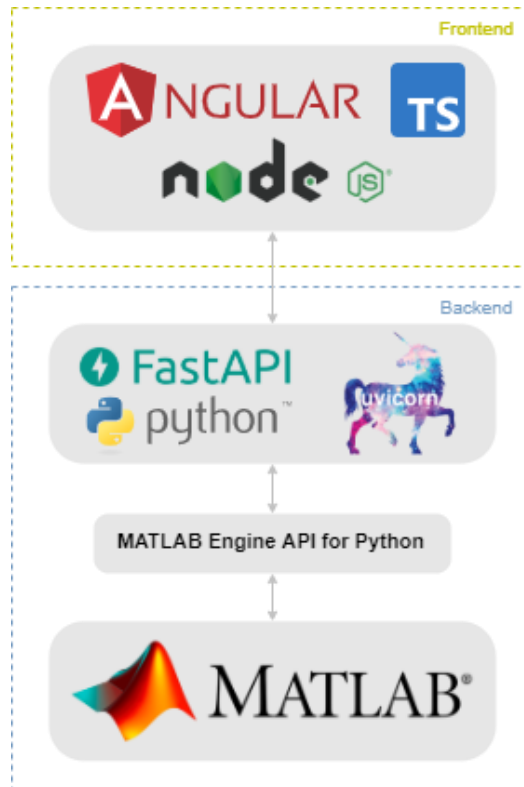 Frontend
ANGULAR
TS
node JS®
Backend
FastAPI
python™
uvicorn
MATLAB Engine API for Python
MATLAB®